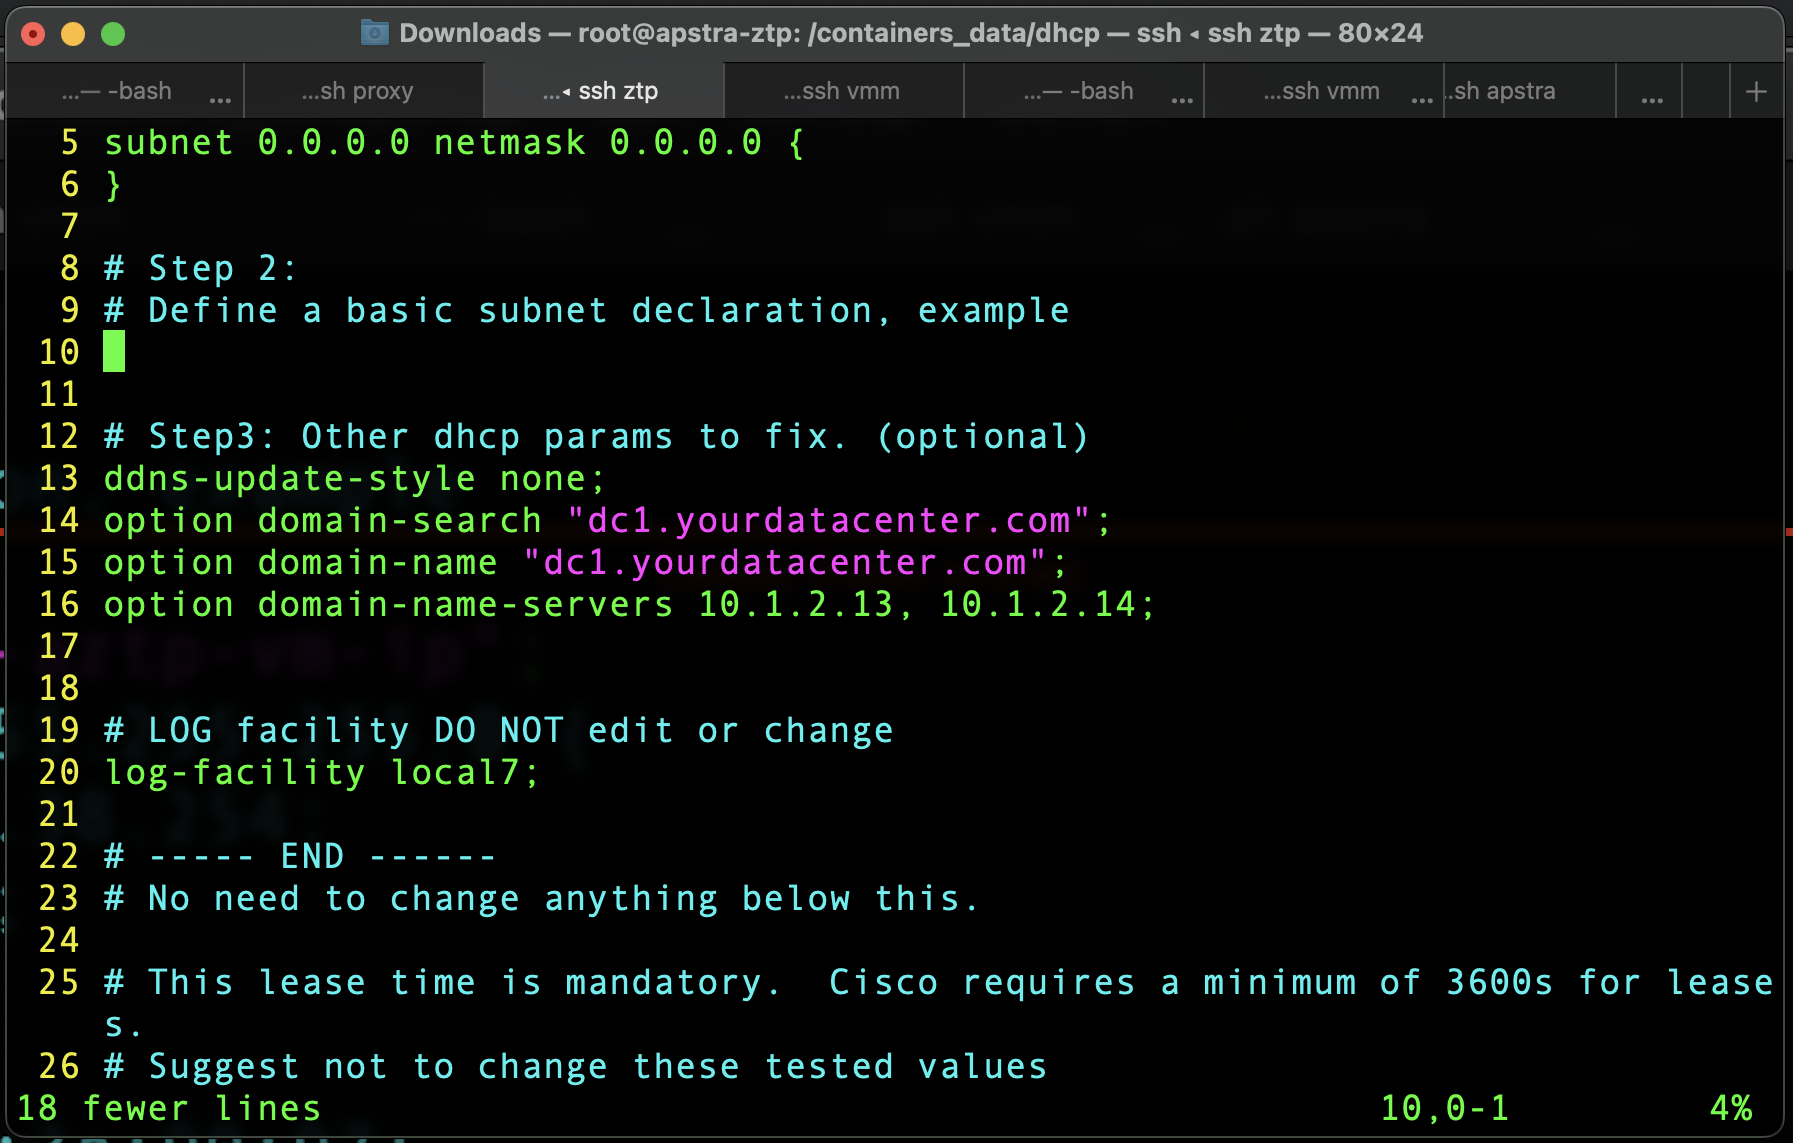 Downloads — root@apstra-ztp: /containers_data/dhcp — ssh ◂ ssh ztp — 80×24
...— -bash ... ...sh proxy ...◂ ssh ztp ...ssh vmm ...— -bash ... ...ssh vmm ... ..sh apstra ... +
5 subnet 0.0.0.0 netmask 0.0.0.0 {
6 }
7
8 # Step 2:
9 # Define a basic subnet declaration, example
10
11
12 # Step3: Other dhcp params to fix. (optional)
13 ddns-update-style none;
14 option domain-search "dc1.yourdatacenter.com";
15 option domain-name "dc1.yourdatacenter.com";
16 option domain-name-servers 10.1.2.13, 10.1.2.14;
17
18
19 # LOG facility DO NOT edit or change
20 log-facility local7;
21
22 # ----- END ------
23 # No need to change anything below this.
24
25 # This lease time is mandatory.  Cisco requires a minimum of 3600s for lease
s.
26 # Suggest not to change these tested values
18 fewer lines 10,0-1 4%